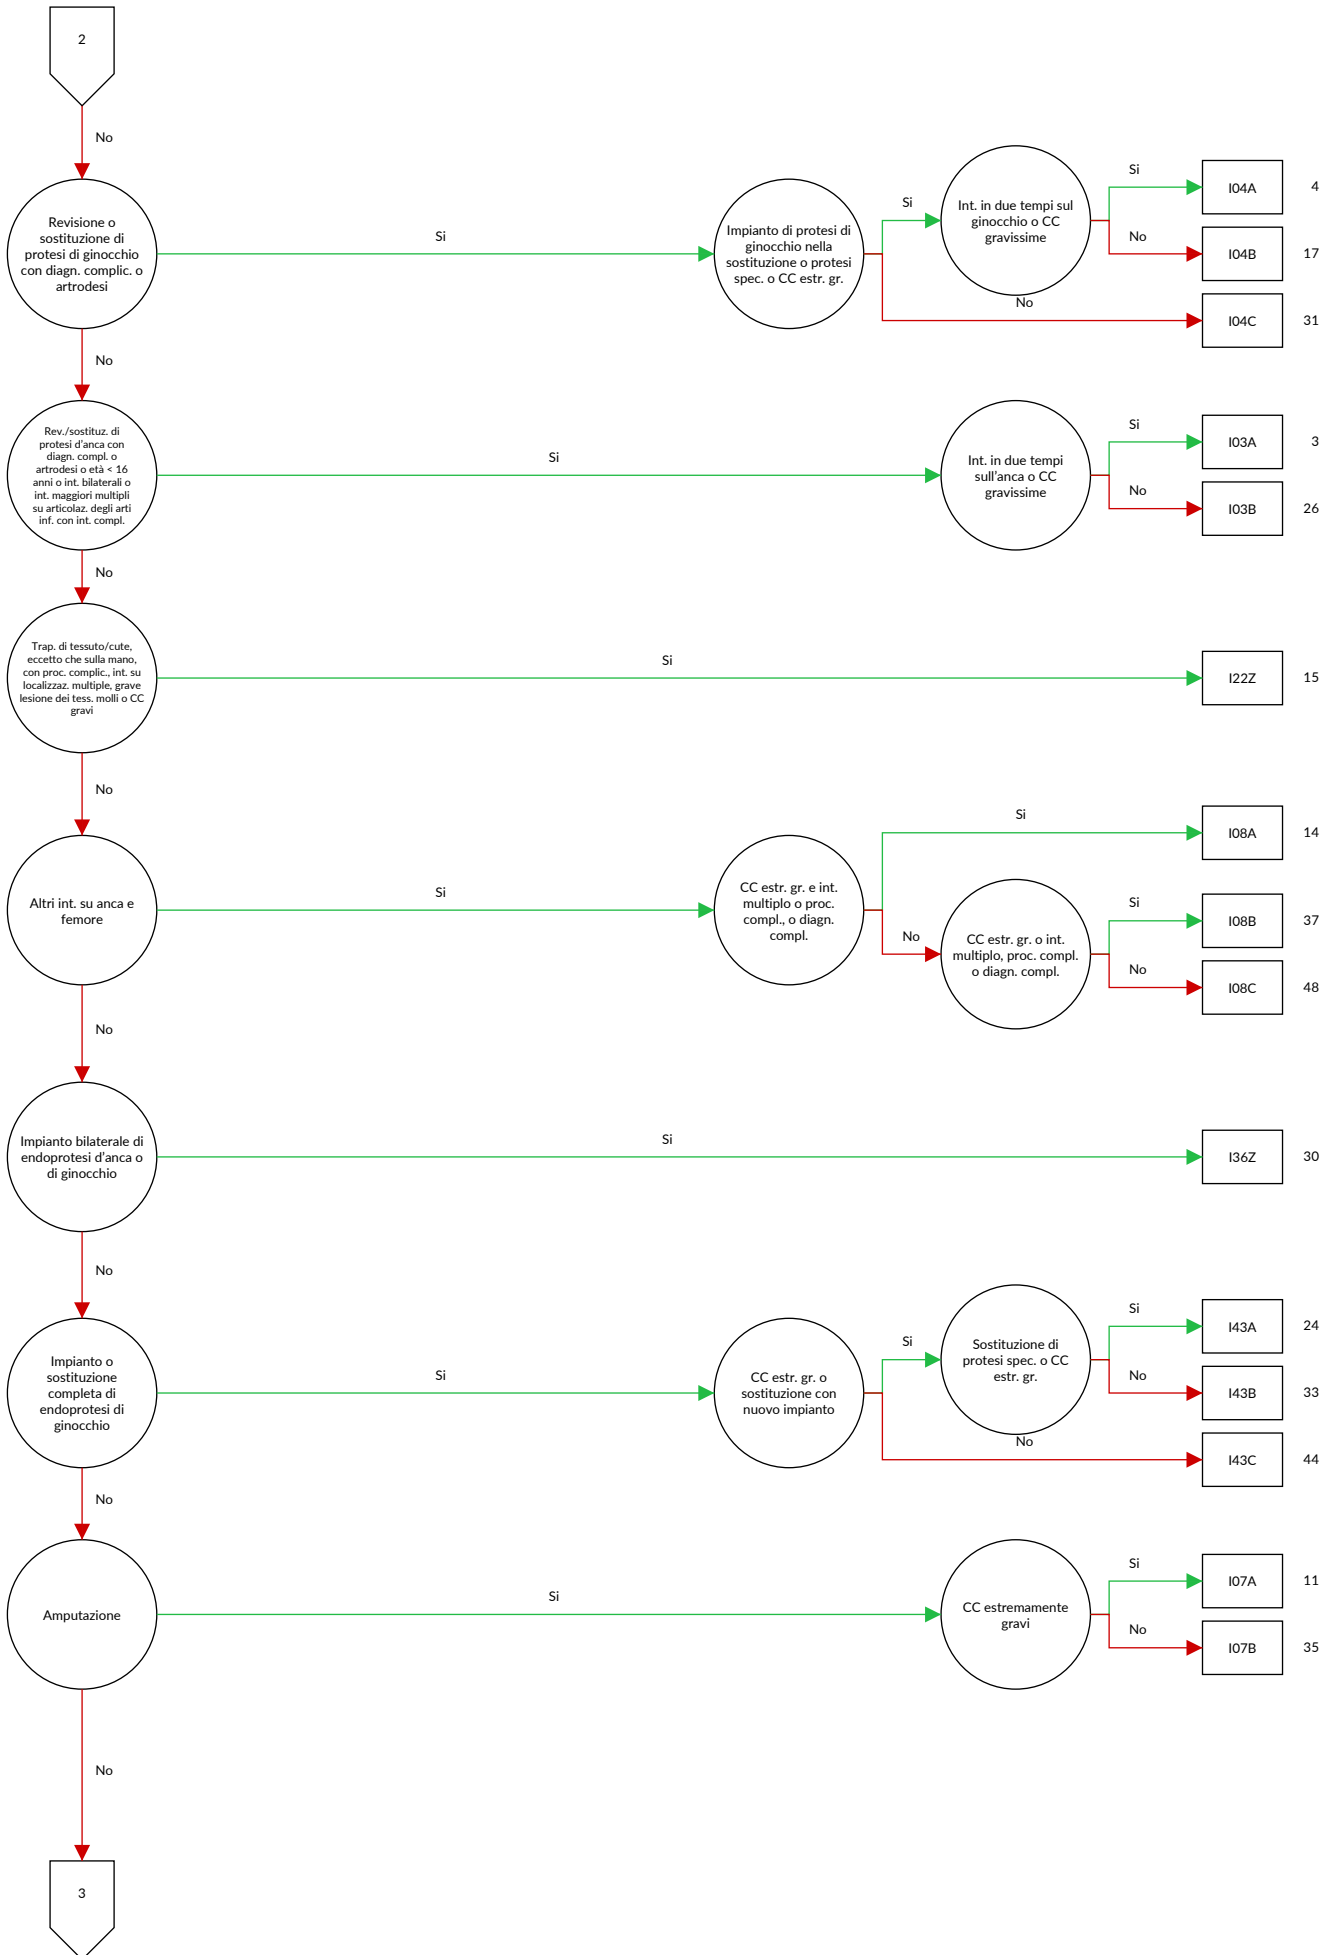 2
No
Revisione o
sostituzione di
protesi di ginocchio
con diagn. complic. o
artrodesi
Si
Impianto di protesi di
ginocchio nella
sostituzione o protesi
spec. o CC estr. gr.
Si
Int. in due tempi sul
ginocchio o CC
gravissime
Si
I04A
4
No
I04B
17
No
I04C
31
No
Rev./sostituz. di
protesi d'anca con
diagn. compl. o
artrodesi o età < 16
anni o int. bilaterali o
int. maggiori multipli
su articolaz. degli arti
inf. con int. compl.
Si
Int. in due tempi
sull'anca o CC
gravissime
Si
I03A
3
No
I03B
26
No
Trap. di tessuto/cute,
eccetto che sulla mano,
con proc. complic., int. su
localizzaz. multiple, grave
lesione dei tess. molli o CC
gravi
Si
I22Z
15
No
Altri int. su anca e
femore
Si
CC estr. gr. e int.
multiplo o proc.
compl., o diagn.
compl.
Si
I08A
14
No
CC estr. gr. o int.
multiplo, proc. compl.
o diagn. compl.
Si
I08B
37
No
I08C
48
No
Impianto bilaterale di
endoprotesi d'anca o
di ginocchio
Si
I36Z
30
No
Impianto o
sostituzione
completa di
endoprotesi di
ginocchio
Si
CC estr. gr. o
sostituzione con
nuovo impianto
Si
Sostituzione di
protesi spec. o CC
estr. gr.
Si
I43A
24
No
I43B
33
No
I43C
44
No
Amputazione
Si
CC estremamente
gravi
Si
I07A
11
No
I07B
35
No
3